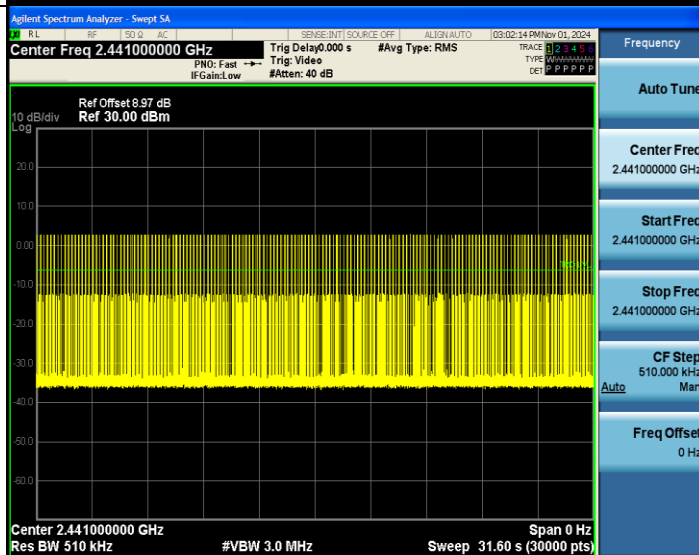 Agilent Spectrum Analyzer - Swept SA
RL RF 50 Ω AC SENSE:INT SOURCE OFF ALIGN AUTO 03:02:14 PM Nov 01, 2024
Center Freq 2.441000000 GHz
Trig Delay 0.000 s #Avg Type: RMS
TRACE 1 2 3 4 5 6
PNO: Fast Trig: Video
TYPE
IFGain:Low #Atten: 40 dB
DET P P P P P P
Ref Offset 8.97 dB
10 dB/div Ref 30.00 dBm
Log
20.0
10.0
0.00
-10.0
-20.0
-30.0
-40.0
-50.0
-60.0
Center 2.441000000 GHz Span 0 Hz
Res BW 510 kHz #VBW 3.0 MHz Sweep 31.60 s (30000 pts)
Frequency
Auto Tune
Center Freq
2.441000000 GHz
Start Freq
2.441000000 GHz
Stop Freq
2.441000000 GHz
CF Step
510.000 kHz
Auto Man
Freq Offset
0 Hz